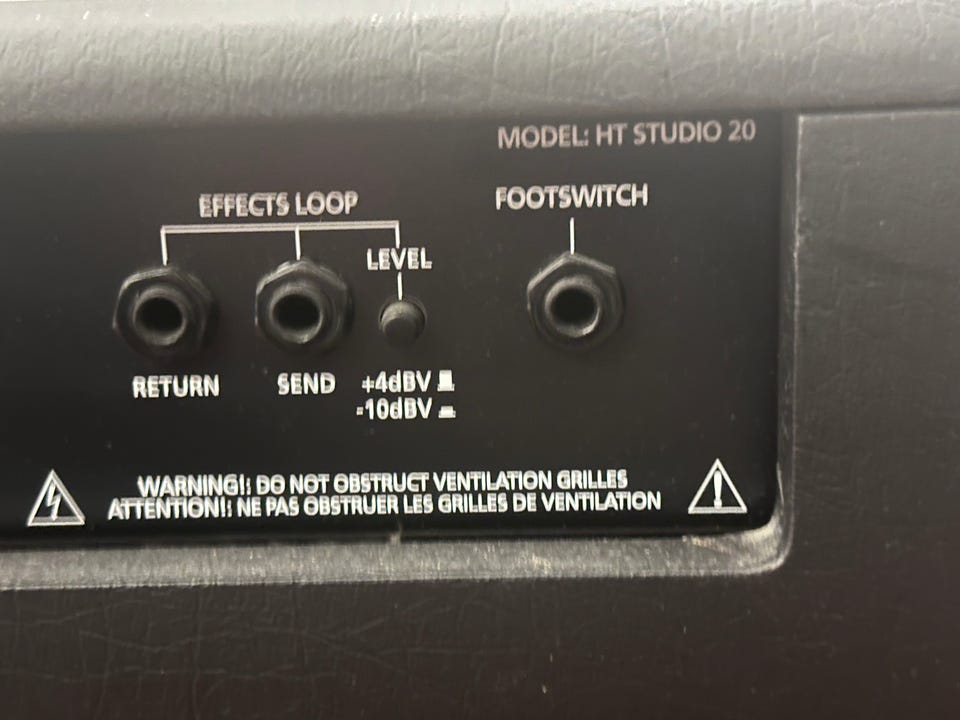 MODEL: HT STUDIO 20
EFFECTS LOOP
FOOTSWITCH
LEVEL
RETURN
SEND
+4dBV
-10dBV
WARNING!: DO NOT OBSTRUCT VENTILATION GRILLES
ATTENTION!: NE PAS OBSTRUER LES GRILLES DE VENTILATION